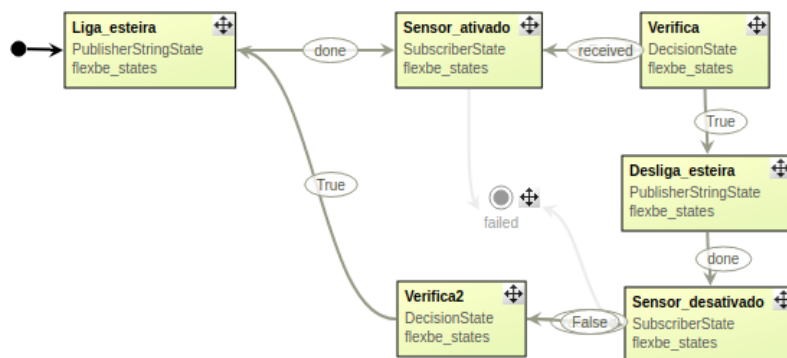 Liga_esteira
PublisherStringState
flexbe_states
done
Sensor_ativado
SubscriberState
flexbe_states
received
Verifica
DecisionState
flexbe_states
True
Desliga_esteira
PublisherStringState
flexbe_states
True
failed
done
Verifica2
DecisionState
flexbe_states
False
Sensor_desativado
SubscriberState
flexbe_states